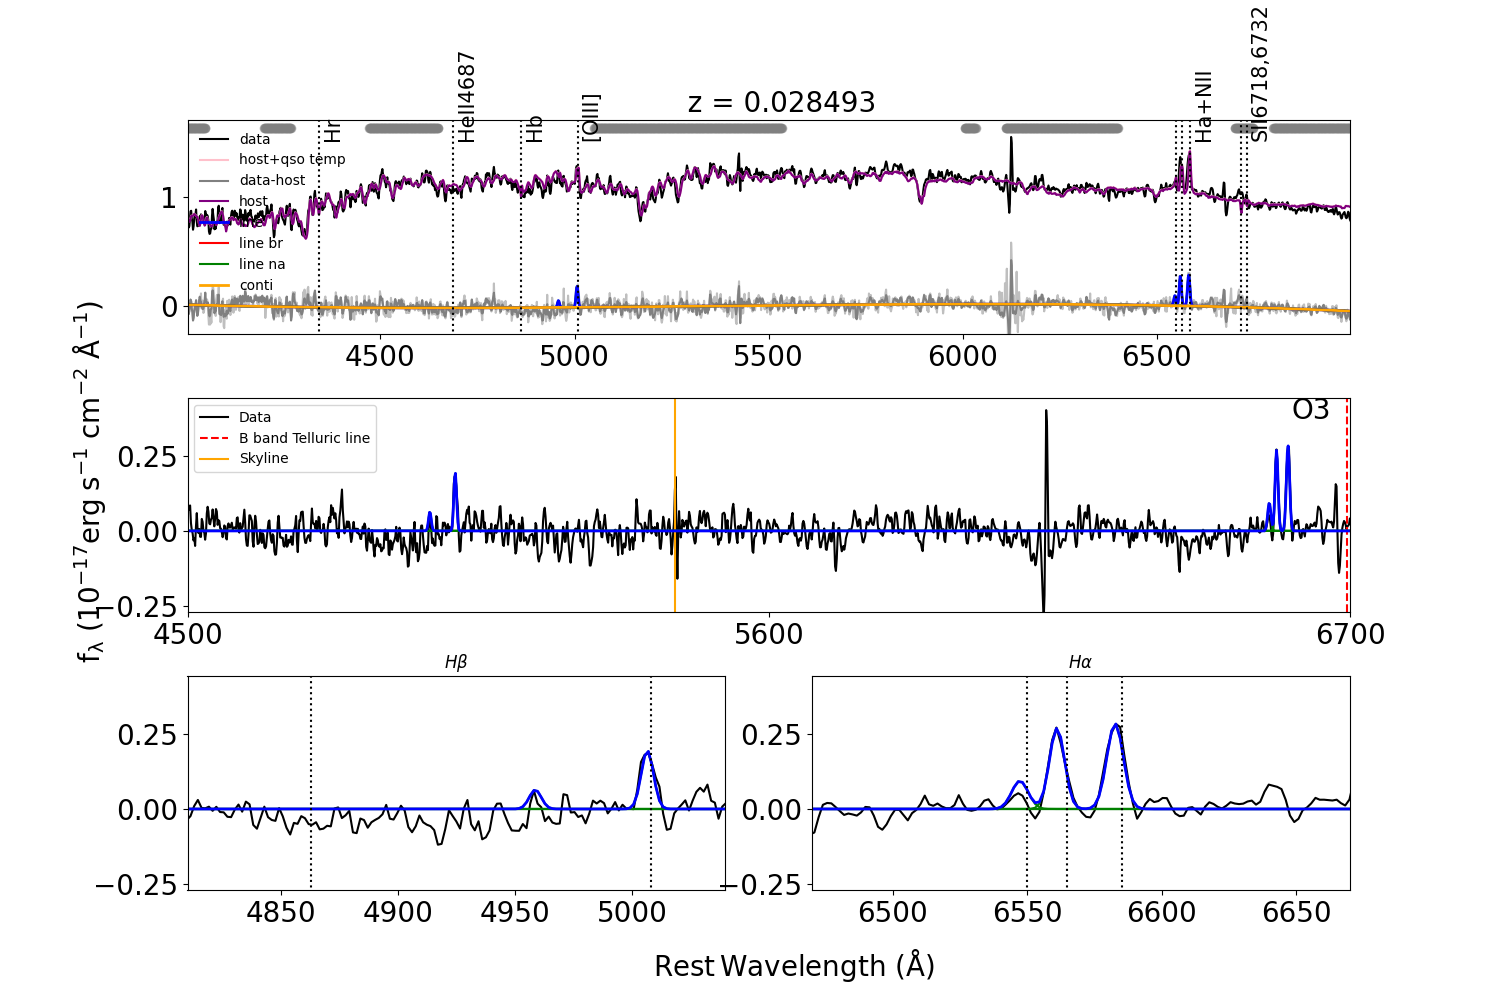 z = 0.028493
Hr
HeII4687
Hb
[OIII]
Ha+NII
SII6718,6732
data
host+qso temp
data-host
host
line br
line na
conti
1
0
4500
5000
5500
6000
6500
fλ (10⁻¹⁷erg s⁻¹ cm⁻² Å⁻¹)
Data
B band Telluric line
Skyline
O3
0.25
0.00
−0.25
4500
5600
6700
Hβ
0.25
0.00
−0.25
4850
4900
4950
5000
Hα
0.25
0.00
−0.25
6500
6550
6600
6650
Rest Wavelength (Å)